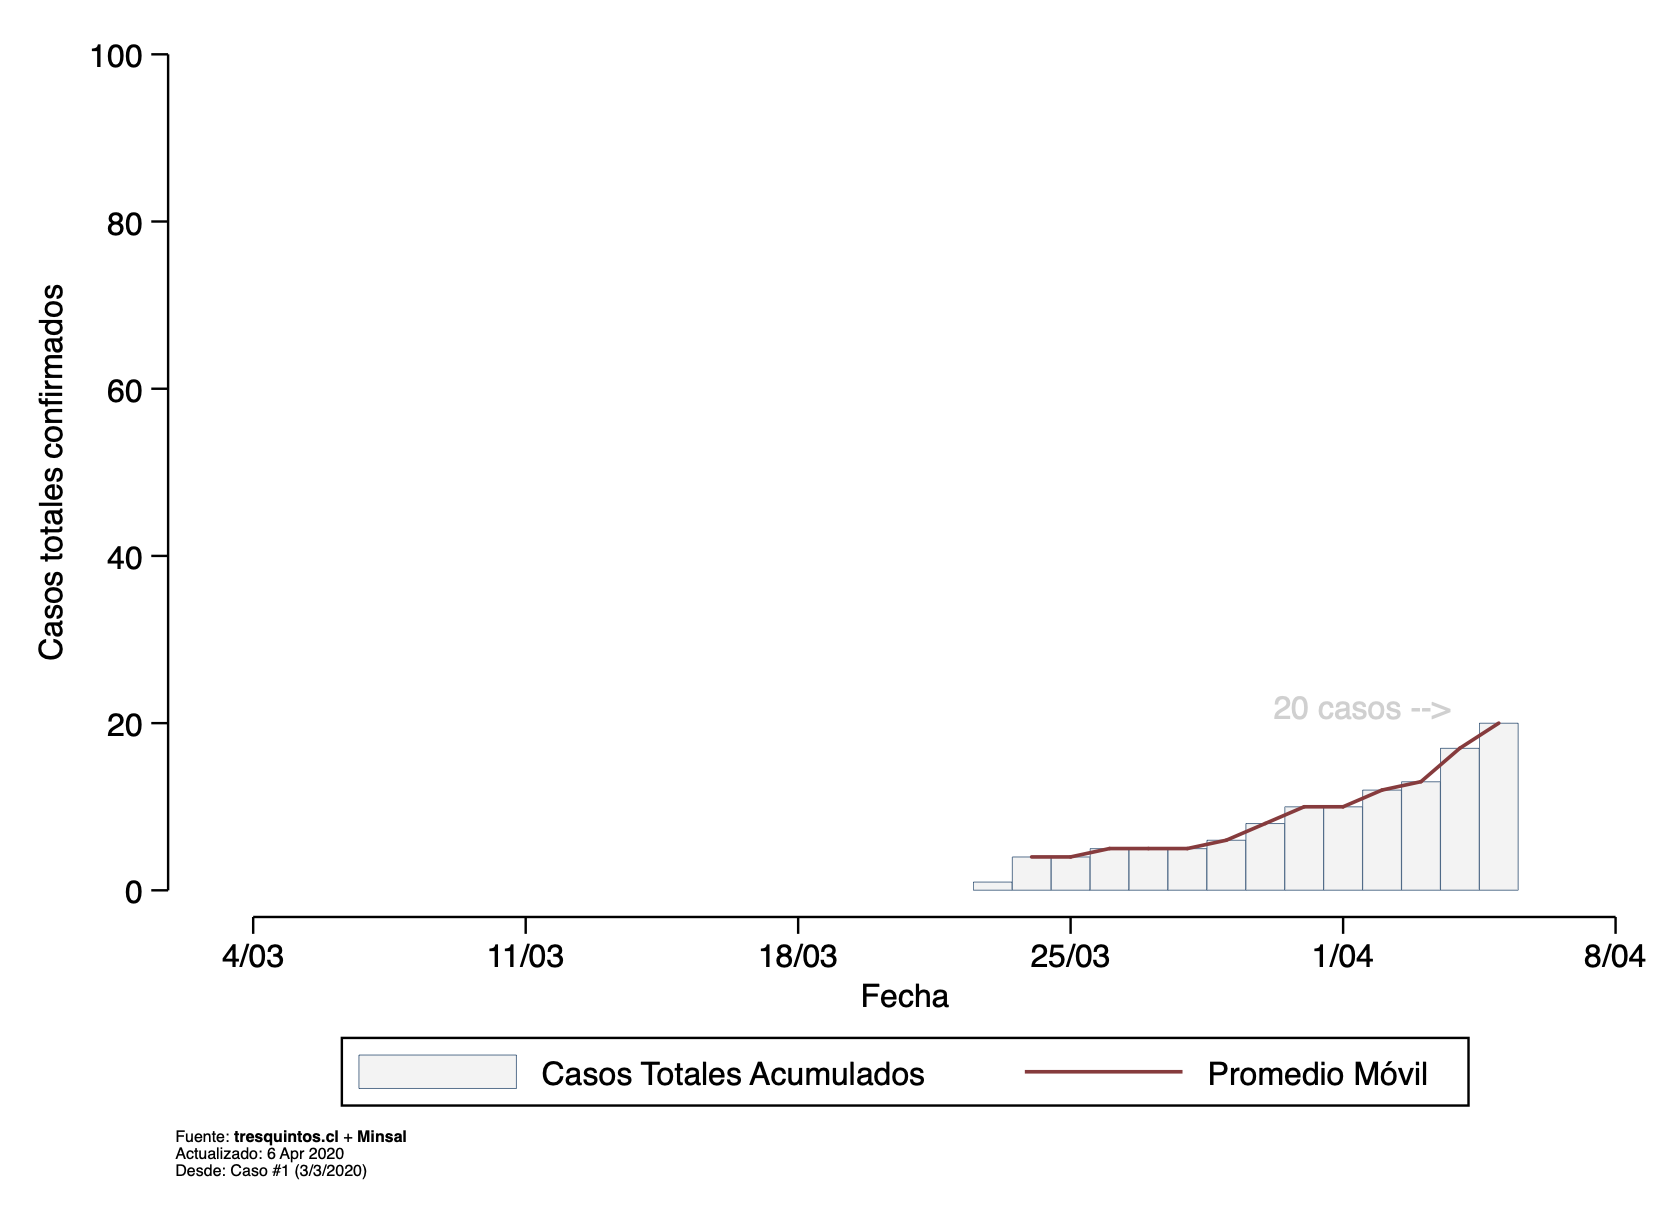 100
80
60
40
20
0
Casos totales confirmados
20 casos -->
4/03 11/03 18/03 25/03 1/04 8/04
Fecha
Casos Totales Acumulados Promedio Móvil
Fuente: tresquintos.cl + Minsal
Actualizado: 6 Apr 2020
Desde: Caso #1 (3/3/2020)